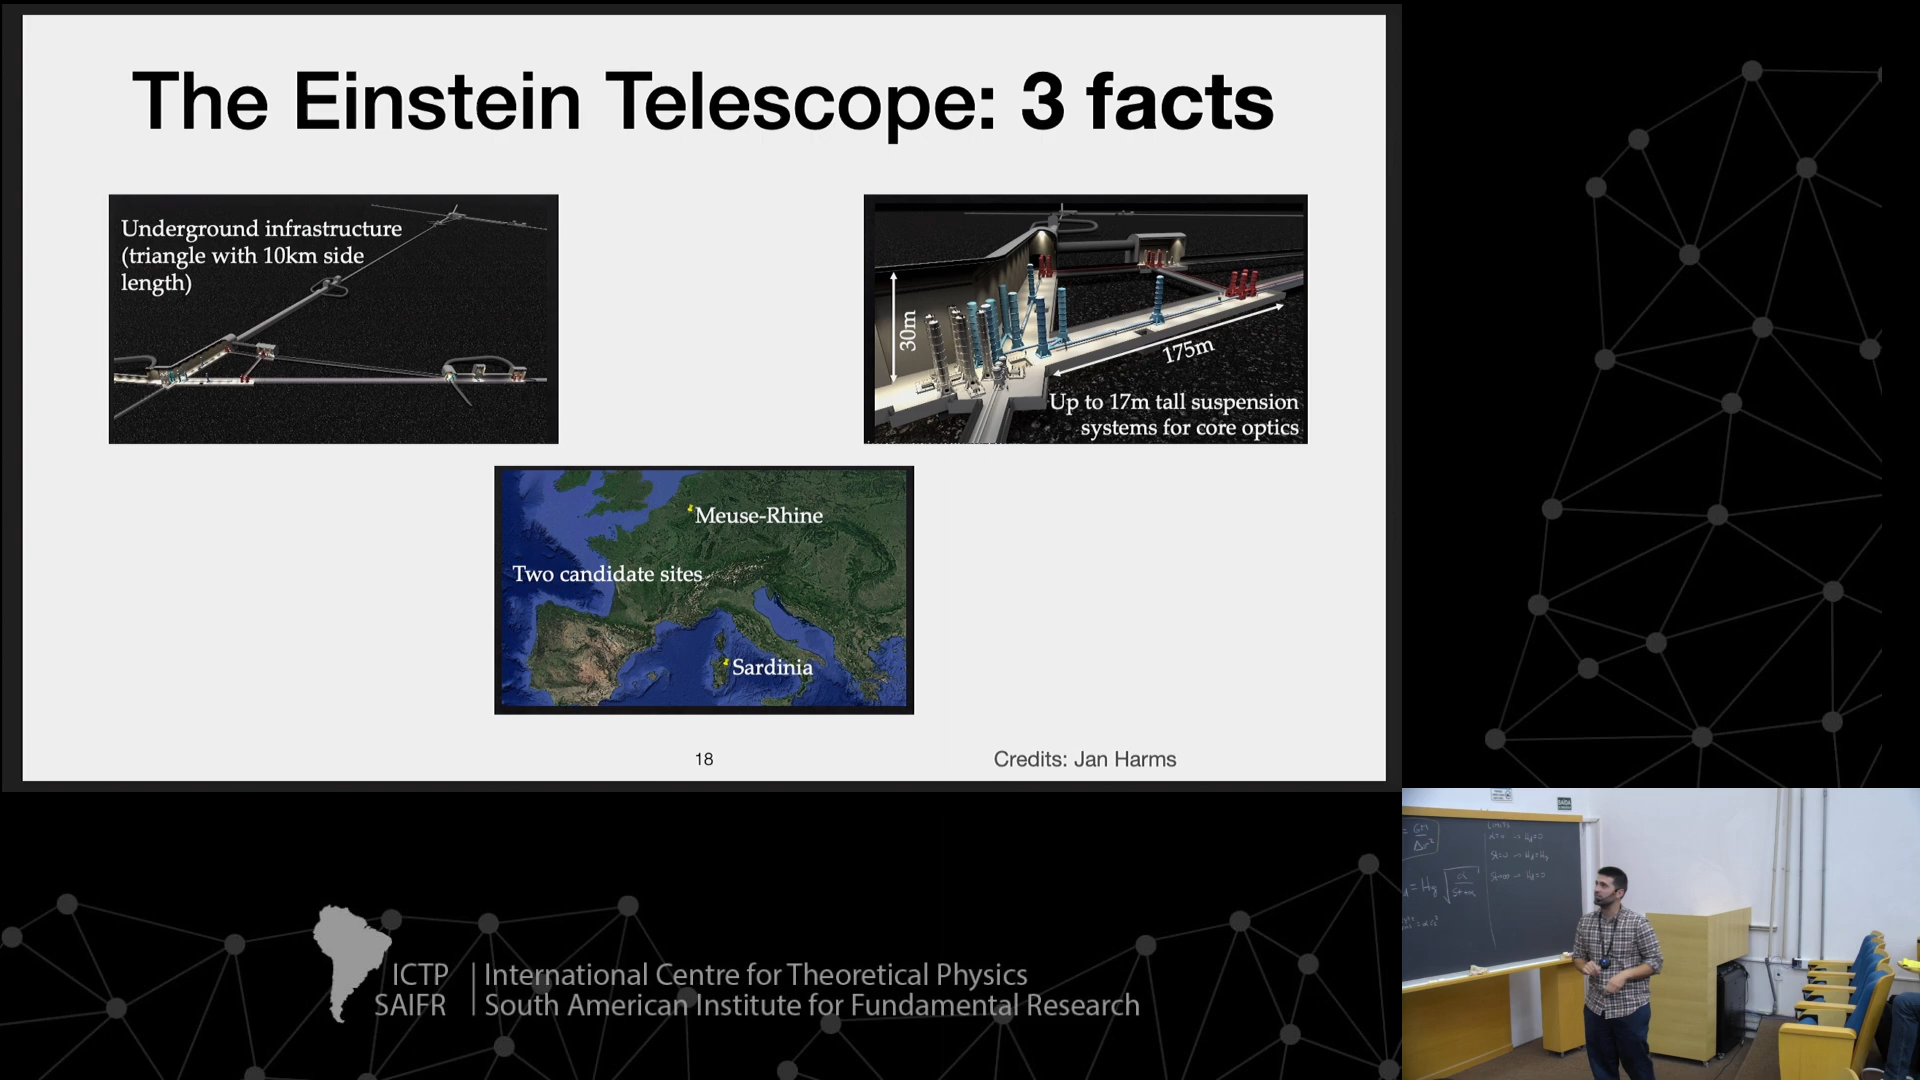 The Einstein Telescope: 3 facts
Underground infrastructure
(triangle with 10km side
length)
30m
175m
Up to 17m tall suspension
systems for core optics
Meuse-Rhine
Two candidate sites
Sardinia
18
Credits: Jan Harms
ICTP
SAIFR
International Centre for Theoretical Physics
South American Institute for Fundamental Research
LIMITS
SAÍDA